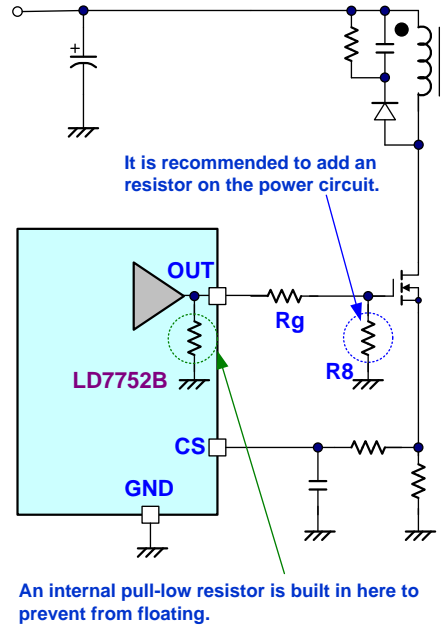 +
It is recommended to add an
resistor on the power circuit.
OUT
Rg
R8
LD7752B
CS
GND
An internal pull-low resistor is built in here to
prevent from floating.